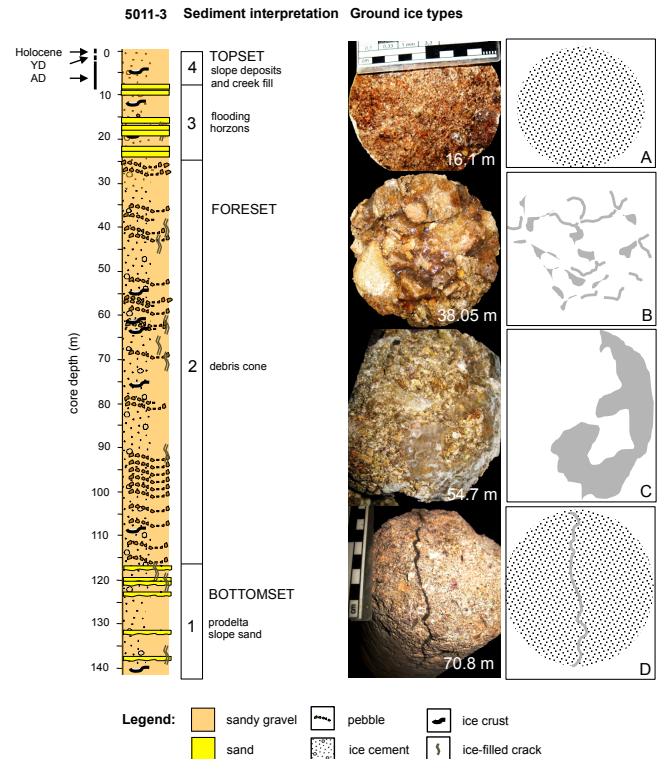 5011-3 Sediment interpretation Ground ice types
Holocene
YD
AD
0
10
20
30
40
50
60
70
80
90
100
110
120
130
140
core depth (m)
4
3
2
1
TOPSET
slope deposits
and creek fill
flooding
horzons
FORESET
debris cone
BOTTOMSET
prodelta
slope sand
cm
16.1 m
38.05 m
54.7 m
5
70.8 m
A
B
C
D
Legend: sandy gravel pebble ice crust
sand ice cement ice-filled crack